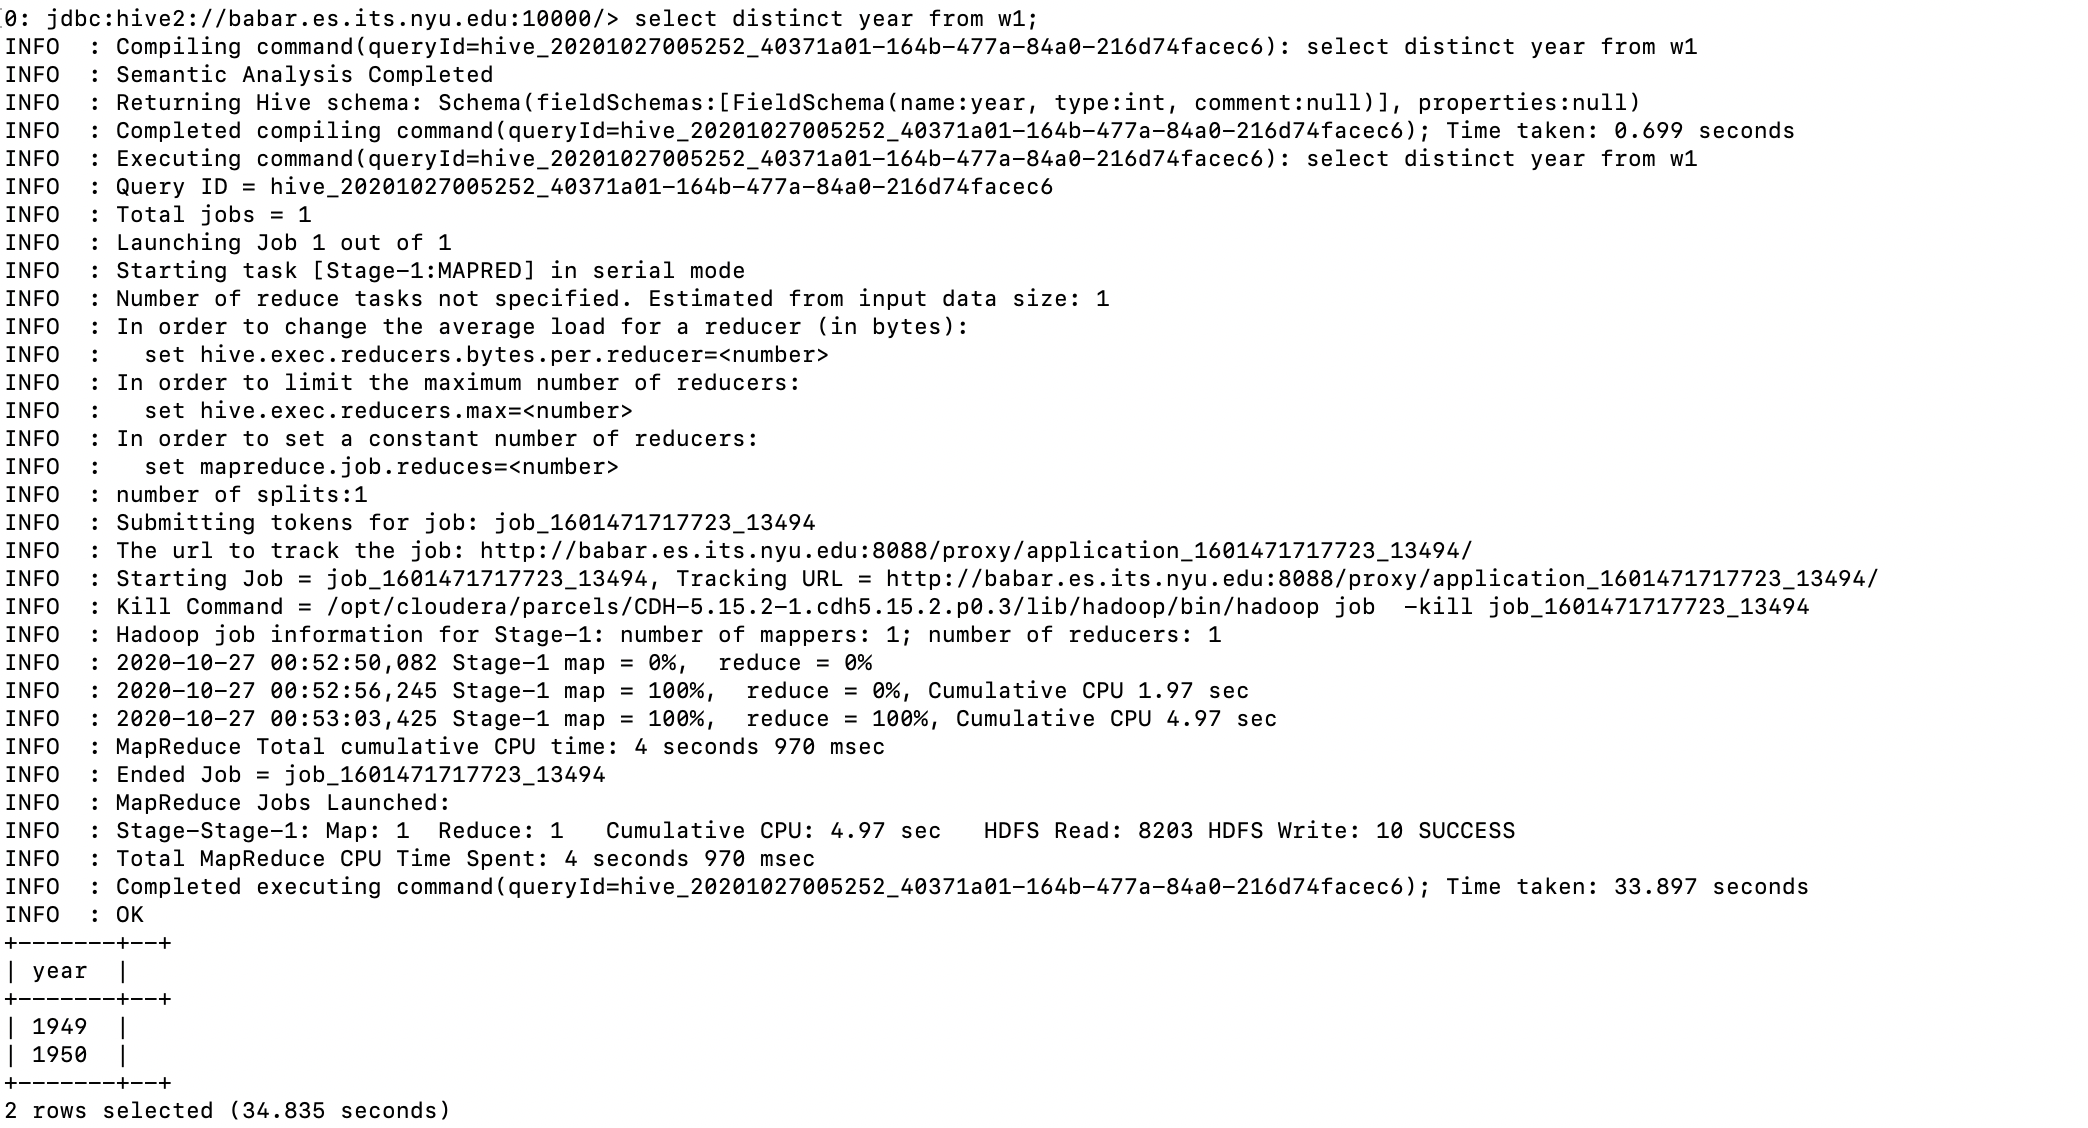 0: jdbc:hive2://babar.es.its.nyu.edu:10000/> select distinct year from w1;
INFO  : Compiling command(queryId=hive_20201027005252_40371a01-164b-477a-84a0-216d74facec6): select distinct year from w1
INFO  : Semantic Analysis Completed
INFO  : Returning Hive schema: Schema(fieldSchemas:[FieldSchema(name:year, type:int, comment:null)], properties:null)
INFO  : Completed compiling command(queryId=hive_20201027005252_40371a01-164b-477a-84a0-216d74facec6); Time taken: 0.699 seconds
INFO  : Executing command(queryId=hive_20201027005252_40371a01-164b-477a-84a0-216d74facec6): select distinct year from w1
INFO  : Query ID = hive_20201027005252_40371a01-164b-477a-84a0-216d74facec6
INFO  : Total jobs = 1
INFO  : Launching Job 1 out of 1
INFO  : Starting task [Stage-1:MAPRED] in serial mode
INFO  : Number of reduce tasks not specified. Estimated from input data size: 1
INFO  : In order to change the average load for a reducer (in bytes):
INFO  :   set hive.exec.reducers.bytes.per.reducer=<number>
INFO  : In order to limit the maximum number of reducers:
INFO  :   set hive.exec.reducers.max=<number>
INFO  : In order to set a constant number of reducers:
INFO  :   set mapreduce.job.reduces=<number>
INFO  : number of splits:1
INFO  : Submitting tokens for job: job_1601471717723_13494
INFO  : The url to track the job: http://babar.es.its.nyu.edu:8088/proxy/application_1601471717723_13494/
INFO  : Starting Job = job_1601471717723_13494, Tracking URL = http://babar.es.its.nyu.edu:8088/proxy/application_1601471717723_13494/
INFO  : Kill Command = /opt/cloudera/parcels/CDH-5.15.2-1.cdh5.15.2.p0.3/lib/hadoop/bin/hadoop job  -kill job_1601471717723_13494
INFO  : Hadoop job information for Stage-1: number of mappers: 1; number of reducers: 1
INFO  : 2020-10-27 00:52:50,082 Stage-1 map = 0%,  reduce = 0%
INFO  : 2020-10-27 00:52:56,245 Stage-1 map = 100%,  reduce = 0%, Cumulative CPU 1.97 sec
INFO  : 2020-10-27 00:53:03,425 Stage-1 map = 100%,  reduce = 100%, Cumulative CPU 4.97 sec
INFO  : MapReduce Total cumulative CPU time: 4 seconds 970 msec
INFO  : Ended Job = job_1601471717723_13494
INFO  : MapReduce Jobs Launched:
INFO  : Stage-Stage-1: Map: 1  Reduce: 1   Cumulative CPU: 4.97 sec   HDFS Read: 8203 HDFS Write: 10 SUCCESS
INFO  : Total MapReduce CPU Time Spent: 4 seconds 970 msec
INFO  : Completed executing command(queryId=hive_20201027005252_40371a01-164b-477a-84a0-216d74facec6); Time taken: 33.897 seconds
INFO  : OK
+-------+--+
| year  |
+-------+--+
| 1949  |
| 1950  |
+-------+--+
2 rows selected (34.835 seconds)